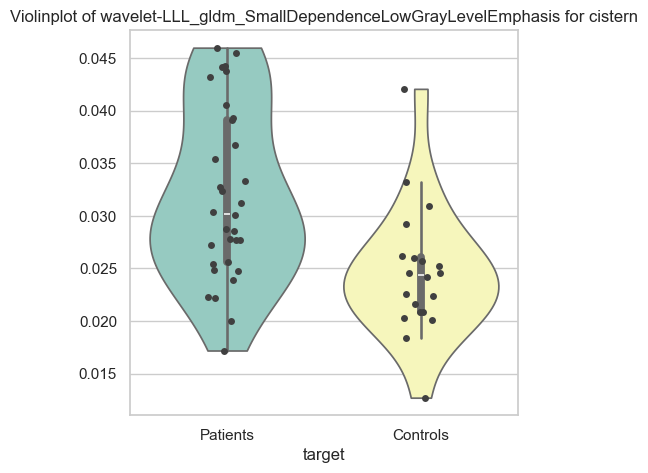 Violinplot of wavelet-LLL_gldm_SmallDependenceLowGrayLevelEmphasis for cistern
0.045
0.040
0.035
0.030
0.025
0.020
0.015
Patients Controls
target